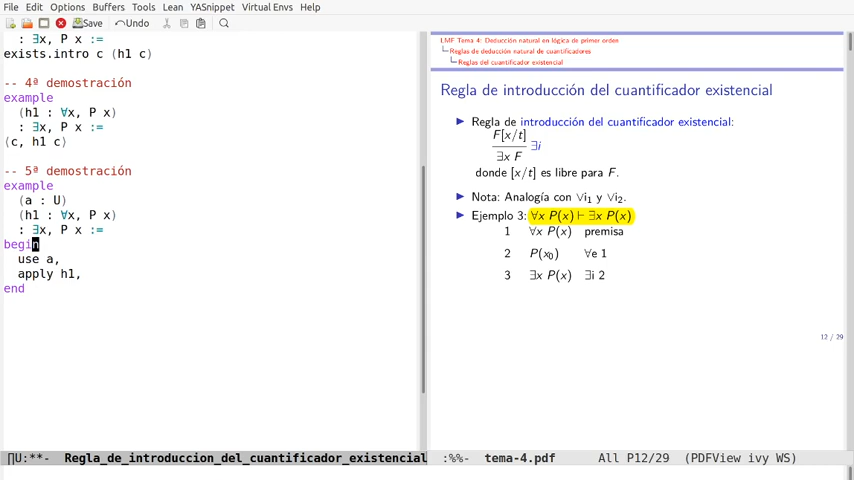 File Edit Options Buffers Tools Lean YASnippet Virtual Envs Help
Save Undo
: ∃x, P x :=
exists.intro c (h1 c)
-- 4ª demostración
example
(h1 : ∀x, P x)
: ∃x, P x :=
⟨c, h1 c⟩
-- 5ª demostración
example
(a : U)
(h1 : ∀x, P x)
: ∃x, P x :=
begin
use a,
apply h1,
end
∏U:**- Regla_de_introduccion_del_cuantificador_existencial
LMF Tema 4: Deducción natural en lógica de primer orden
Reglas de deducción natural de cuantificadores
Reglas del cuantificador existencial
Regla de introducción del cuantificador existencial
▶ Regla de introducción del cuantificador existencial:
F[x/t]
∃x F ∃i
donde [x/t] es libre para F.
▶ Nota: Analogía con ∨i₁ y ∨i₂.
▶ Ejemplo 3: ∀x P(x) ⊢ ∃x P(x)
1 ∀x P(x) premisa
2 P(x₀) ∀e 1
3 ∃x P(x) ∃i 2
12 / 29
:%%- tema-4.pdf All P12/29 (PDFView ivy WS)